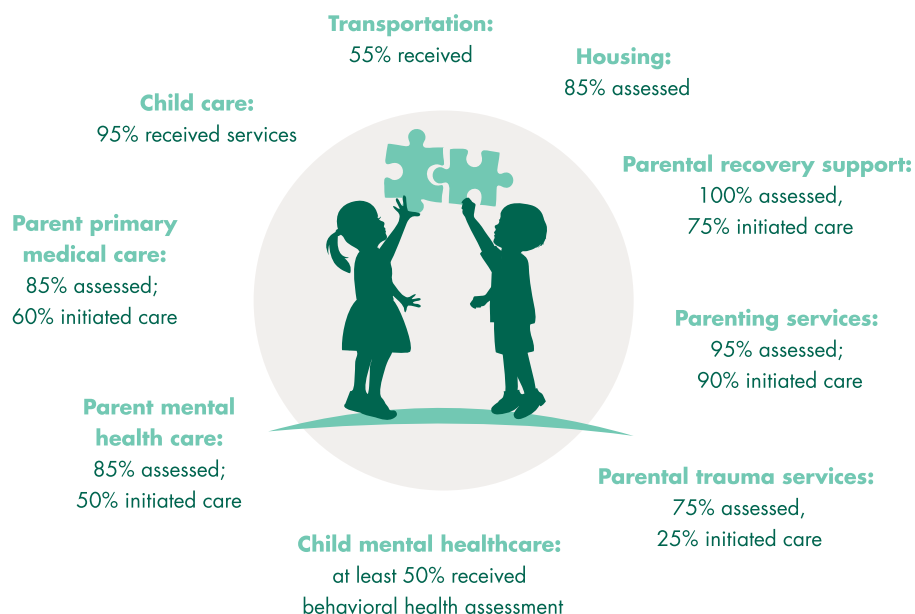 Transportation:
55% received
Housing:
85% assessed
Child care:
95% received services
Parental recovery support:
100% assessed,
75% initiated care
Parent primary
medical care:
85% assessed;
60% initiated care
Parenting services:
95% assessed;
90% initiated care
Parent mental
health care:
85% assessed;
50% initiated care
Parental trauma services:
75% assessed,
25% initiated care
Child mental healthcare:
at least 50% received
behavioral health assessment